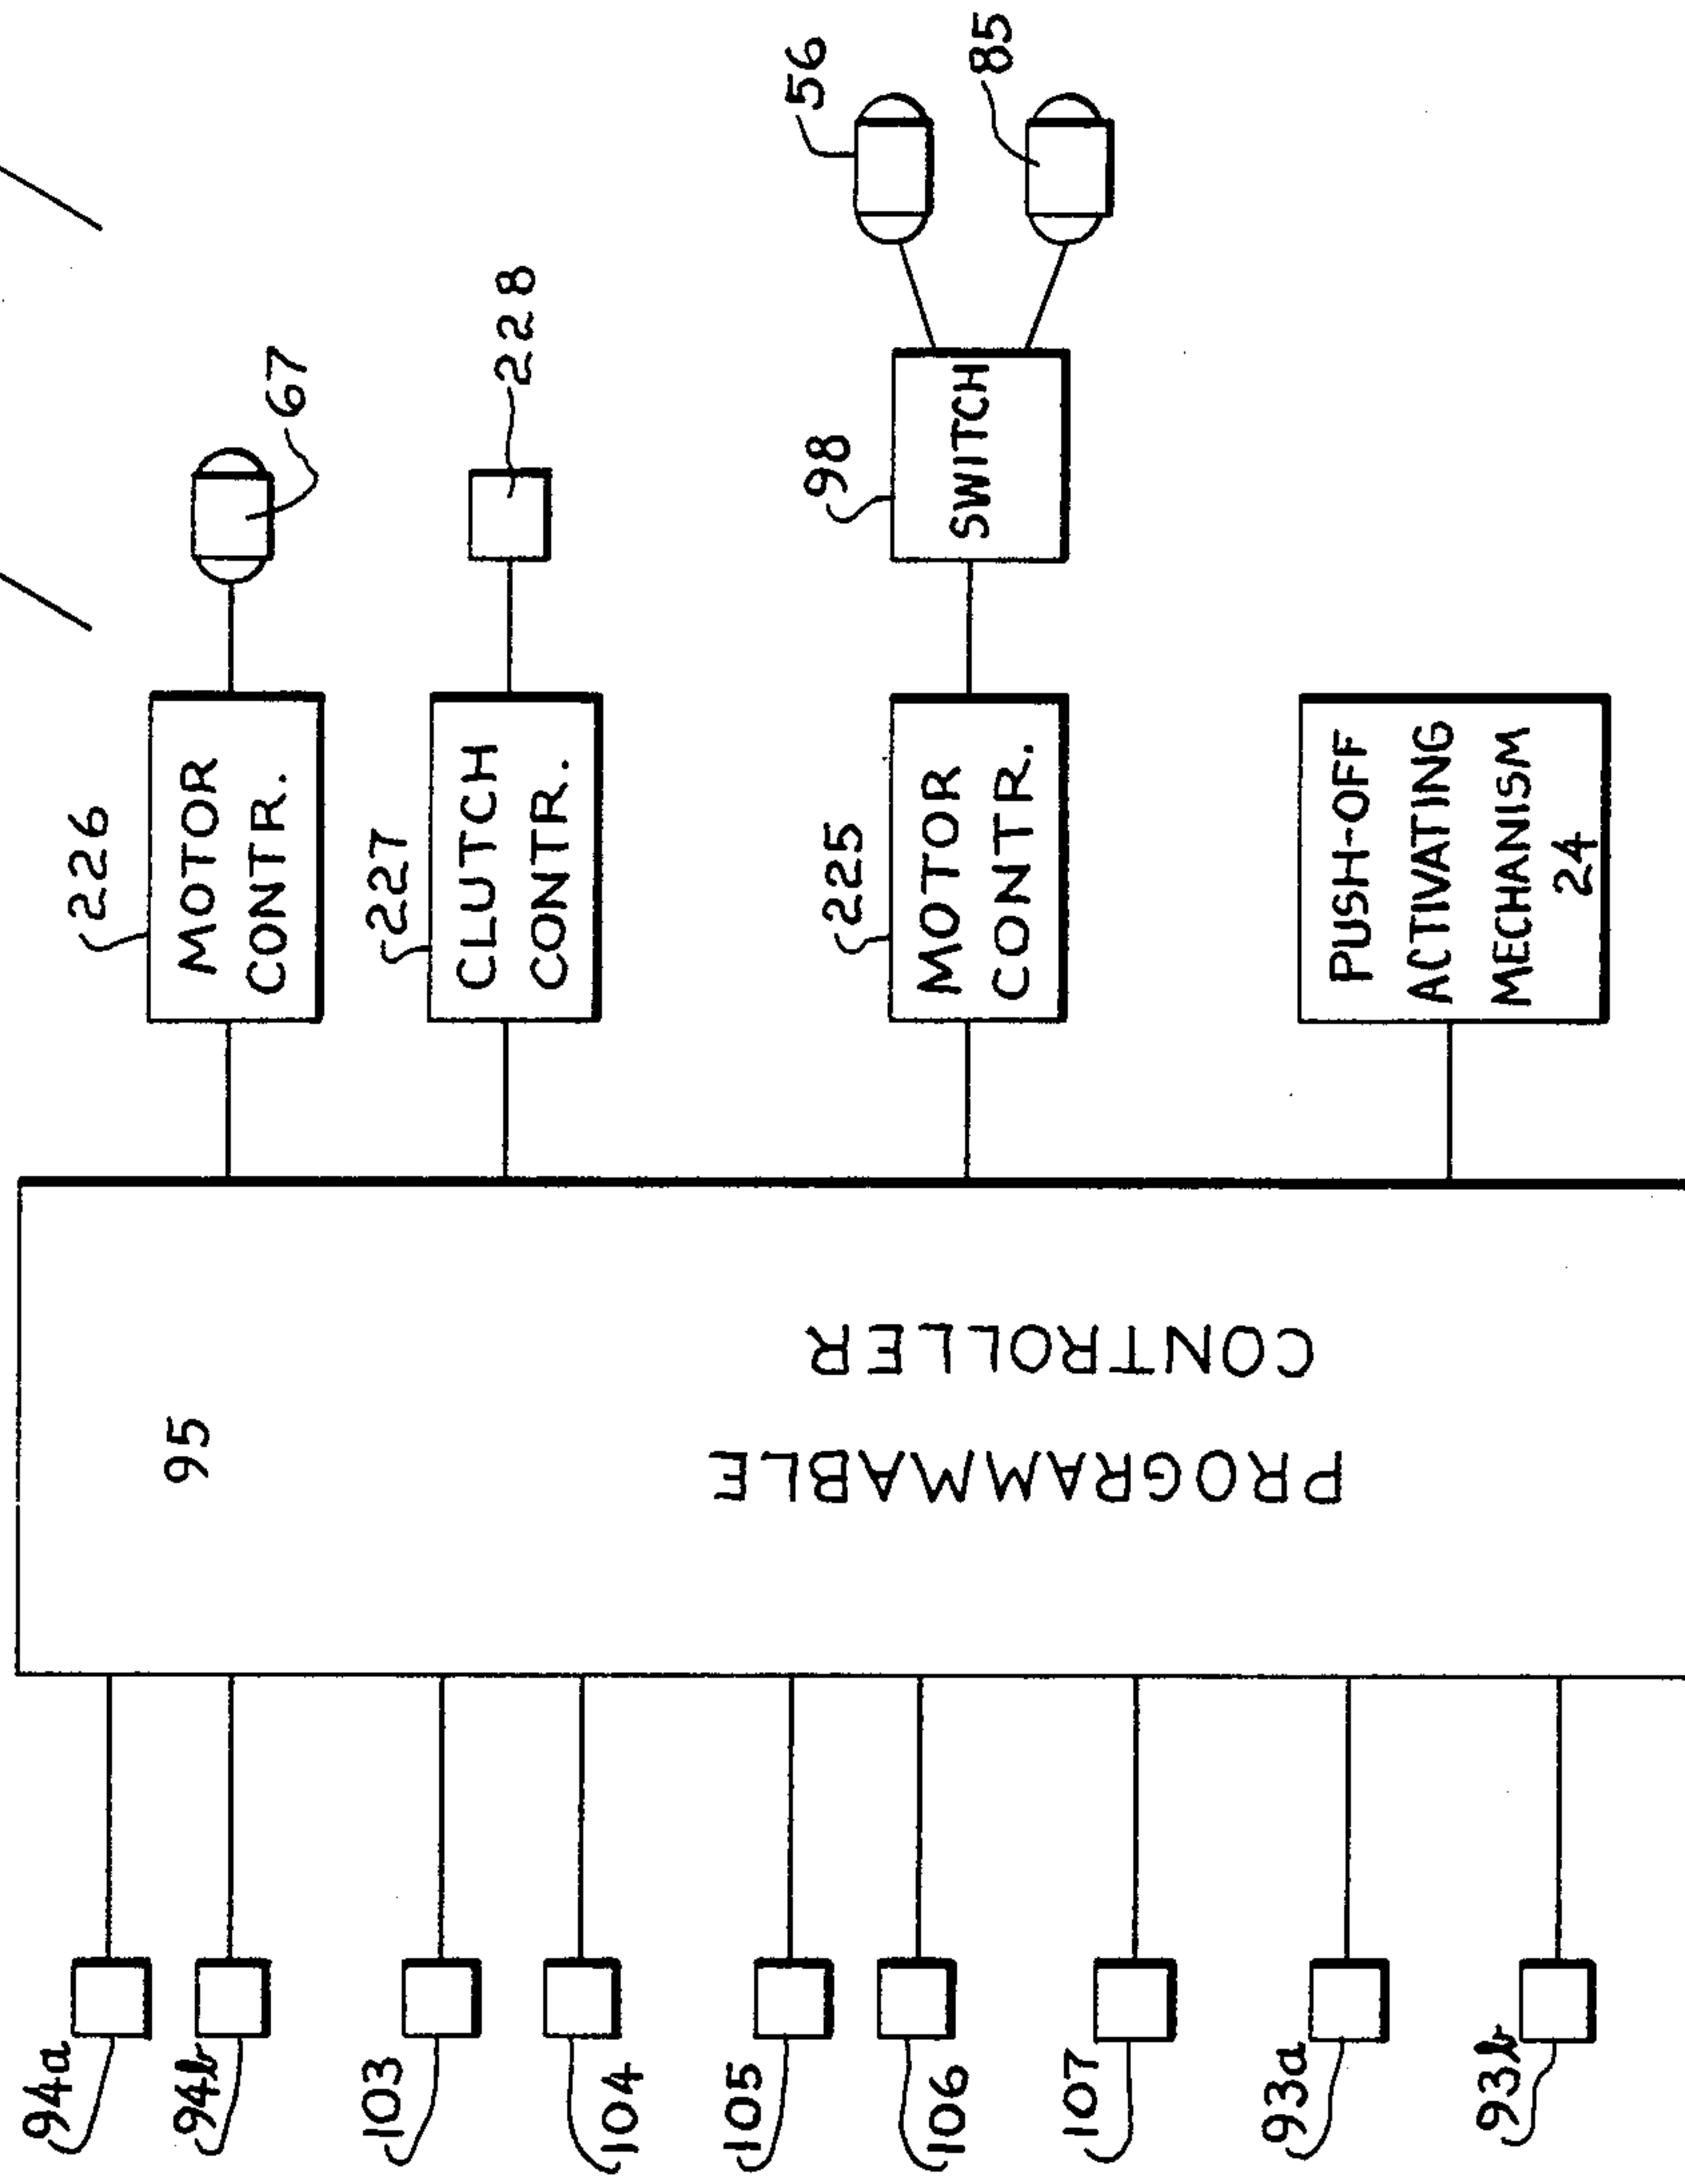 94a
94b
103
104
105
106
107
93a
93b
95
PROGRAMMABLE
CONTROLLER
226
MOTOR
CONTR.
67
227
CLUTCH
CONTR.
228
225
MOTOR
CONTR.
98
SWITCH
56
85
PUSH-OFF
ACTIVATING
MECHANISM
24